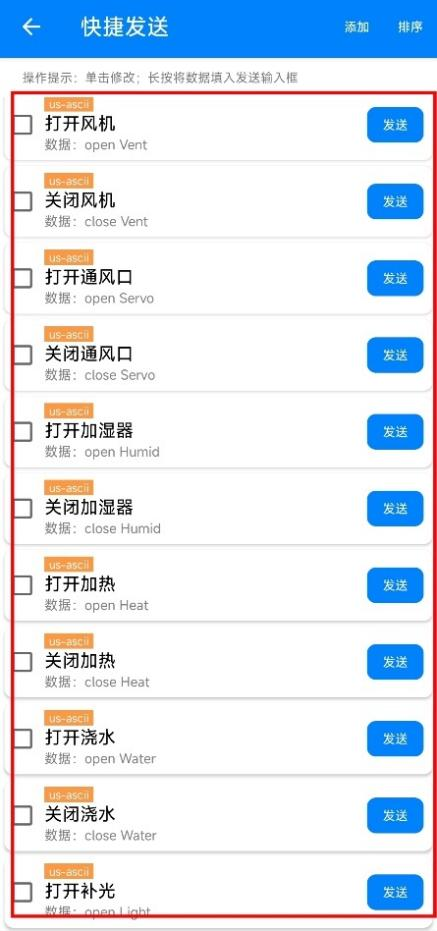 快捷发送
添加
排序
操作提示：单击修改；长按将数据填入发送输入框
us-ascii
打开风机
数据：open Vent
发送
us-ascii
关闭风机
数据：close Vent
发送
us-ascii
打开通风口
数据：open Servo
发送
us-ascii
关闭通风口
数据：close Servo
发送
us-ascii
打开加湿器
数据：open Humid
发送
us-ascii
关闭加湿器
数据：close Humid
发送
us-ascii
打开加热
数据：open Heat
发送
us-ascii
关闭加热
数据：close Heat
发送
us-ascii
打开浇水
数据：open Water
发送
us-ascii
关闭浇水
数据：close Water
发送
us-ascii
打开补光
数据：open Light
发送